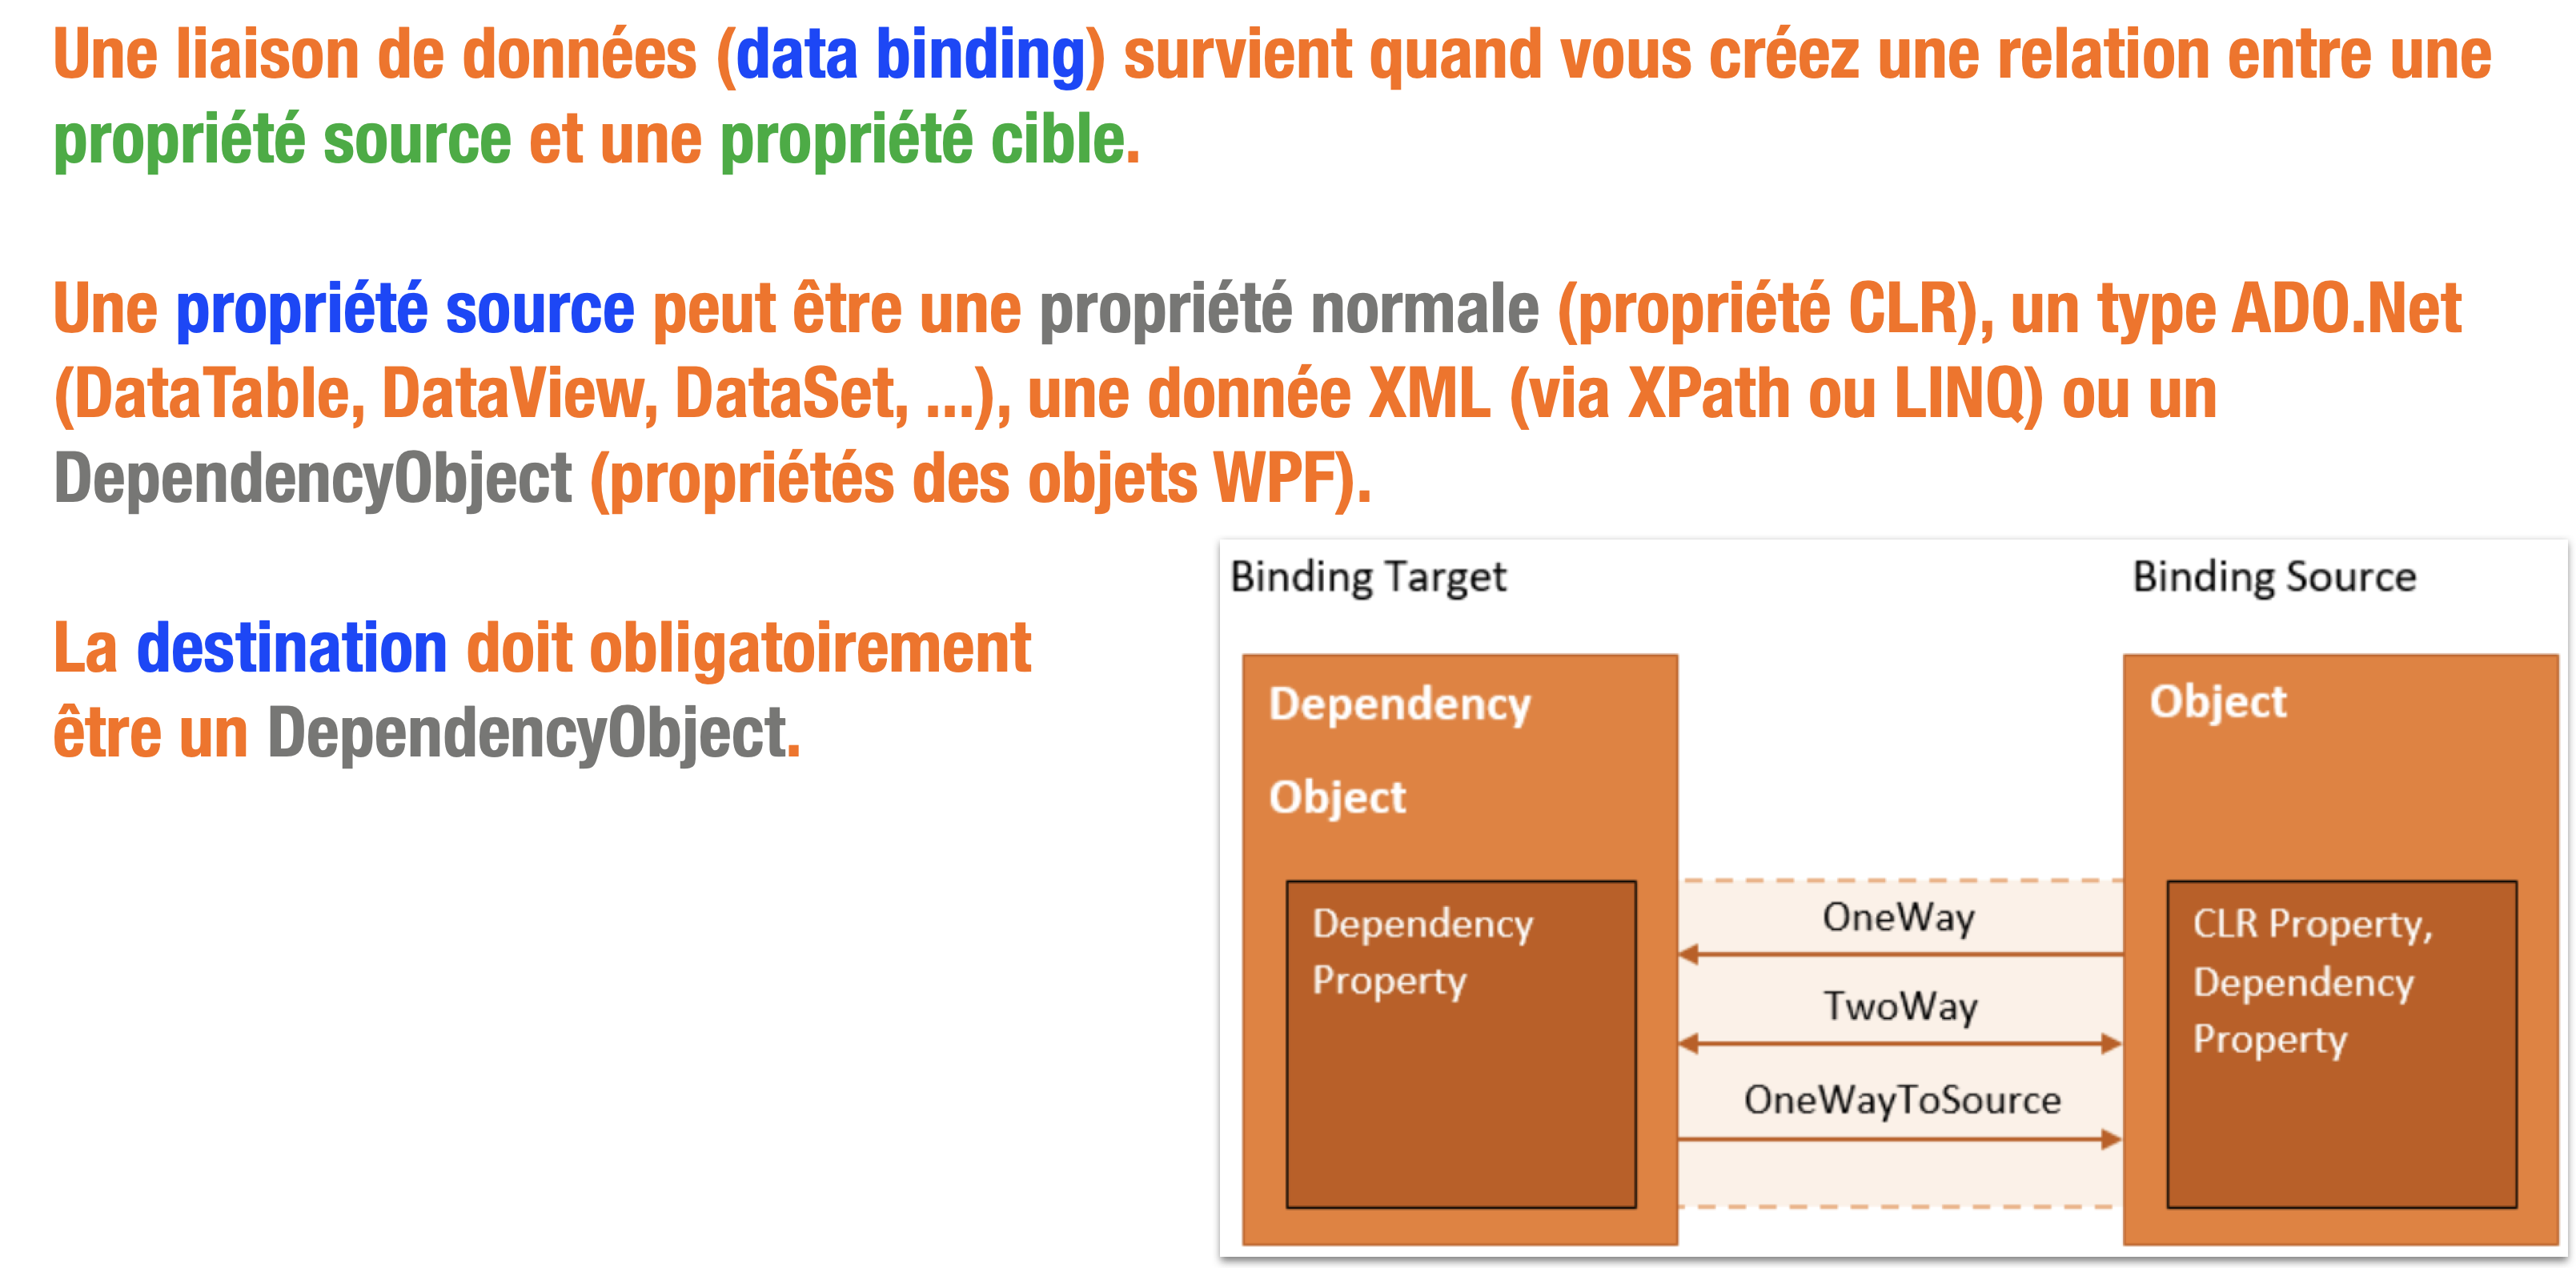 Une liaison de données (data binding) survient quand vous créez une relation entre une
propriété source et une propriété cible.
Une propriété source peut être une propriété normale (propriété CLR), un type ADO.Net
(DataTable, DataView, DataSet, ...), une donnée XML (via XPath ou LINQ) ou un
DependencyObject (propriétés des objets WPF).
La destination doit obligatoirement
être un DependencyObject.
Binding Target
Binding Source
Dependency
Object
Dependency
Property
OneWay
TwoWay
OneWayToSource
Object
CLR Property,
Dependency
Property